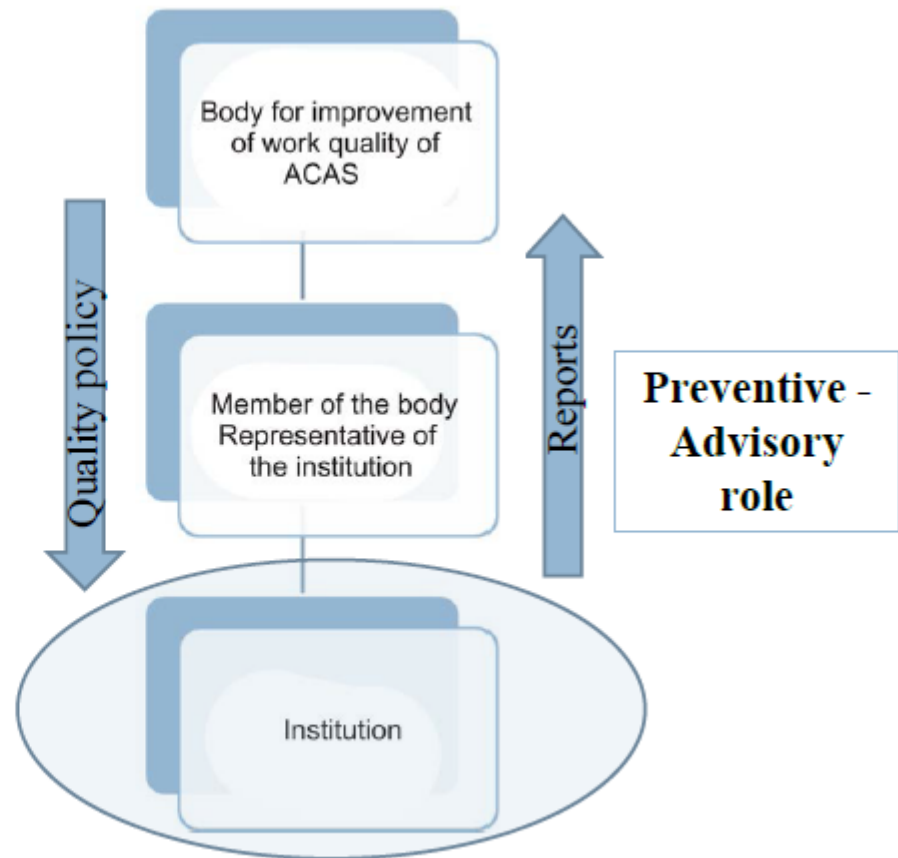 Body for improvement
of work quality of
ACAS
Quality policy
Reports
Member of the body
Representative of
the institution
Preventive -
Advisory
role
Institution